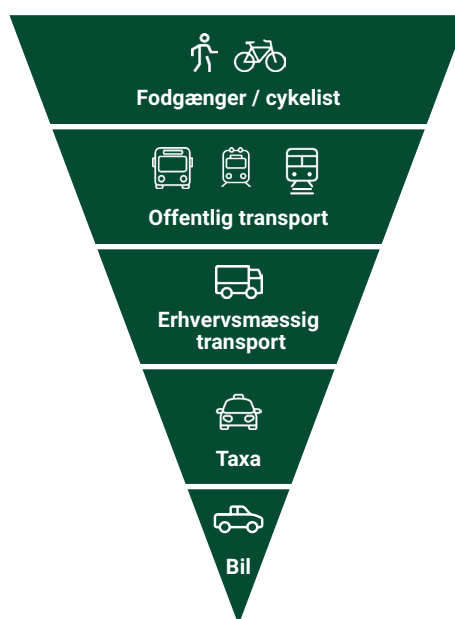 Fodgænger / cykelist
Offentlig transport
Erhvervsmæssig
transport
Taxa
Bil